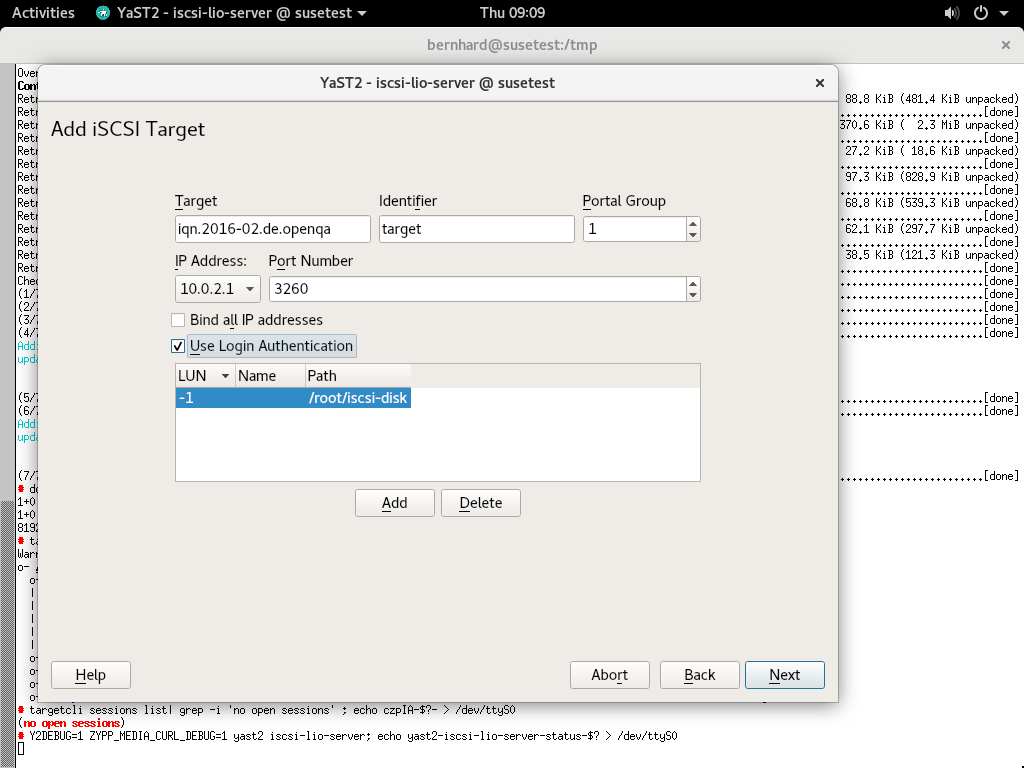 Activities YaST2 - iscsi-lio-server @ susetest Thu 09:09
bernhard@susetest:/tmp
YaST2 - iscsi-lio-server @ susetest
Add iSCSI Target
Target Identifier Portal Group
iqn.2016-02.de.openqa target 1
IP Address: Port Number
10.0.2.1 3260
Bind all IP addresses
Use Login Authentication
LUN Name Path
-1 /root/iscsi-disk
Add Delete
Help Abort Back Next
88.8 KiB (481.4 KiB unpacked)
[done]
370.6 KiB ( 2.3 MiB unpacked)
[done]
27.2 KiB ( 18.6 KiB unpacked)
[done]
97.3 KiB (828.9 KiB unpacked)
[done]
68.8 KiB (539.3 KiB unpacked)
[done]
62.1 KiB (297.7 KiB unpacked)
[done]
38.5 KiB (121.3 KiB unpacked)
[done]
[done]
[done]
[done]
[done]
[done]
[done]
[done]
[done]
# targetcli sessions list| grep -i 'no open sessions' ; echo czpIA-$?- > /dev/ttyS0
(no open sessions)
# Y2DEBUG=1 ZYPP_MEDIA_CURL_DEBUG=1 yast2 iscsi-lio-server; echo yast2-iscsi-lio-server-status-$? > /dev/ttyS0